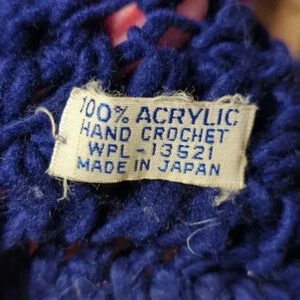 100% ACRYLIC
HAND CROCHET
WPL -13521
MADE IN JAPAN